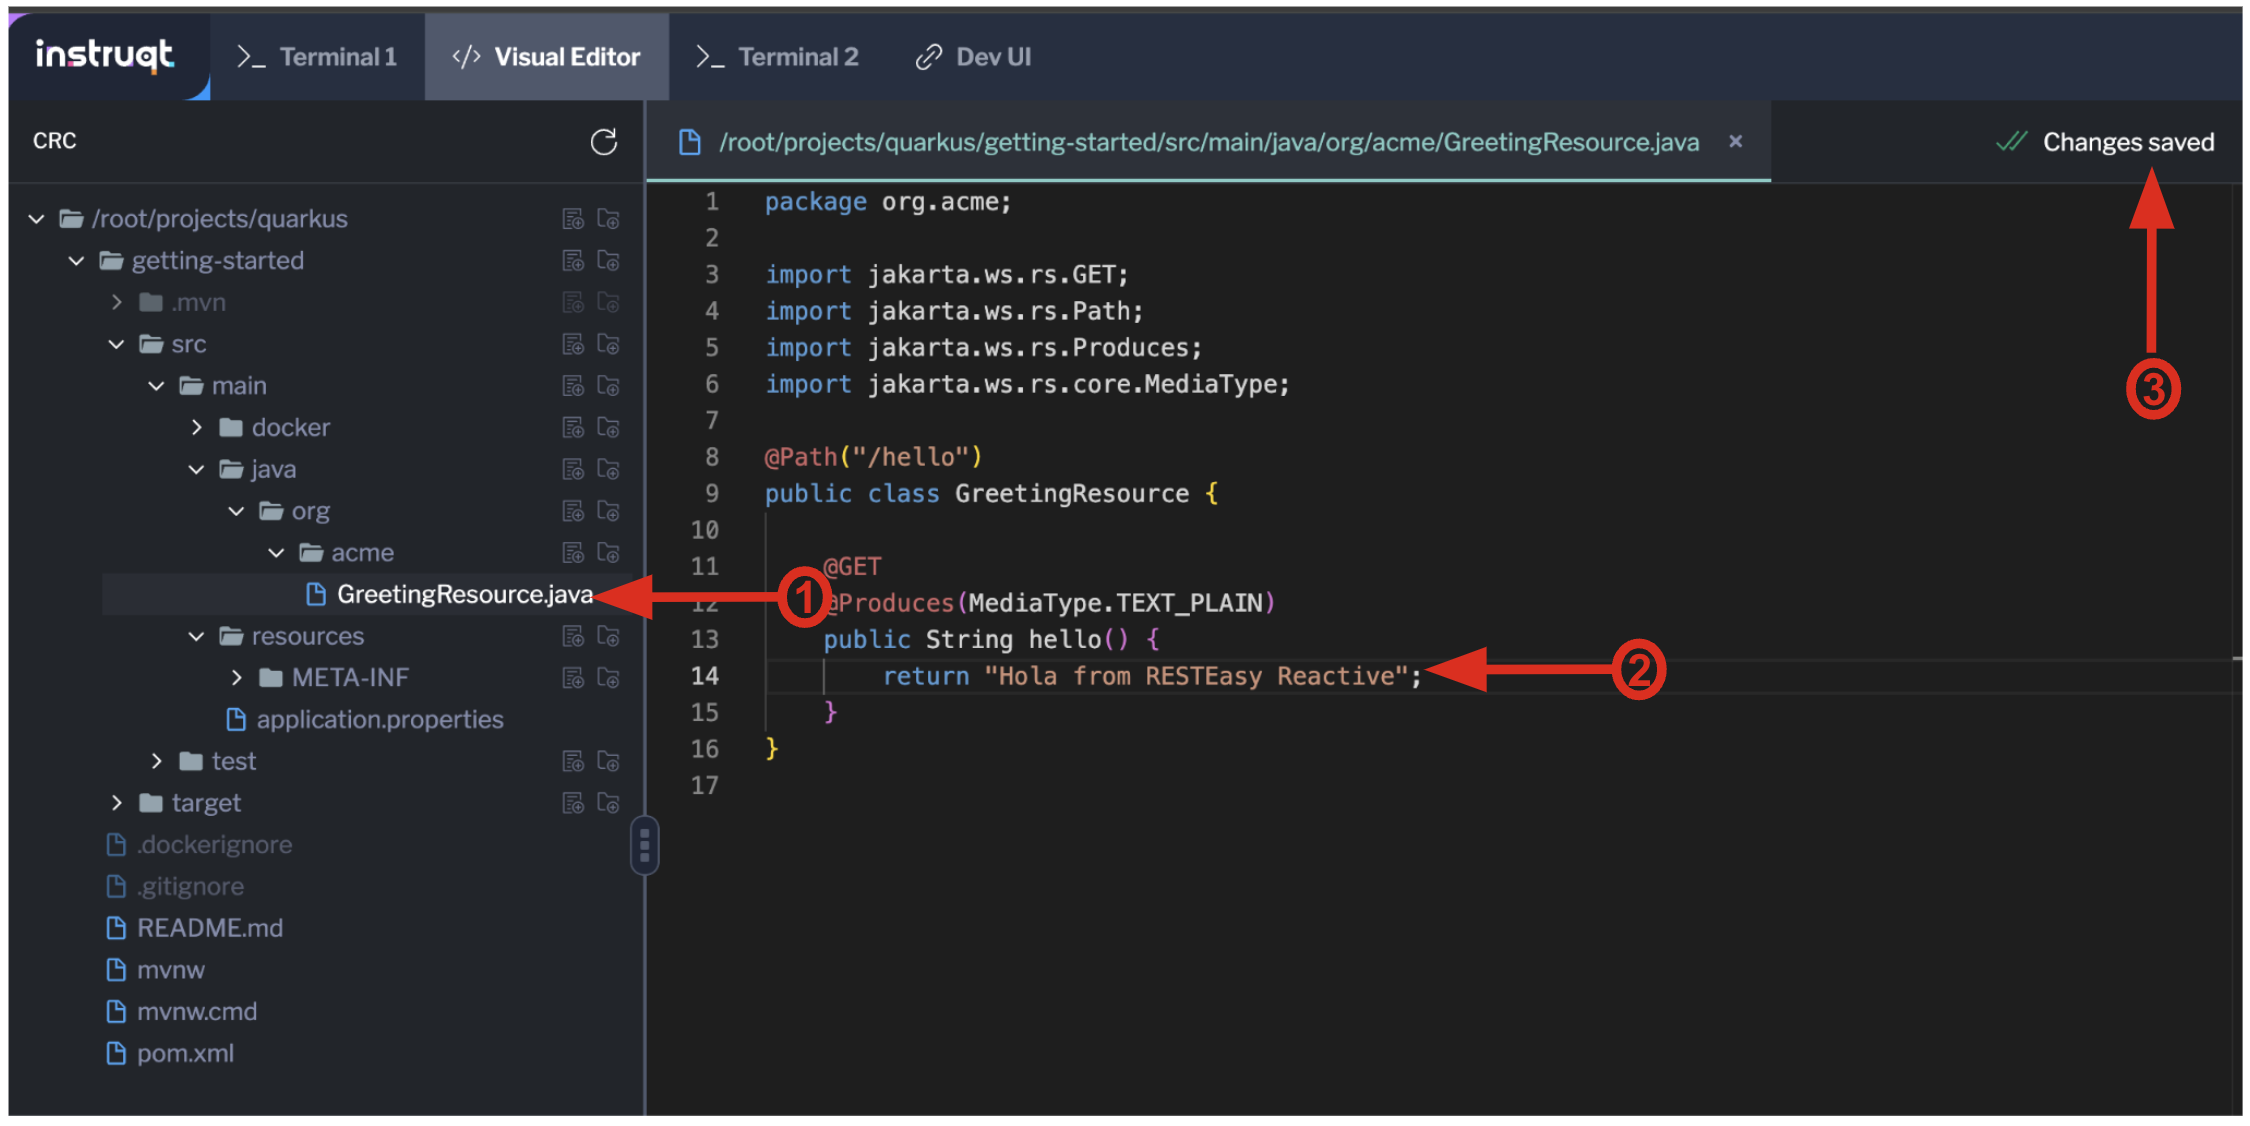 instruqt
>_ Terminal 1
</> Visual Editor
>_ Terminal 2
Dev UI
CRC
/root/projects/quarkus
getting-started
.mvn
src
main
docker
java
org
acme
GreetingResource.java
resources
META-INF
application.properties
test
target
.dockerignore
.gitignore
README.md
mvnw
mvnw.cmd
pom.xml
/root/projects/quarkus/getting-started/src/main/java/org/acme/GreetingResource.java ×
Changes saved
1 package org.acme;
2
3 import jakarta.ws.rs.GET;
4 import jakarta.ws.rs.Path;
5 import jakarta.ws.rs.Produces;
6 import jakarta.ws.rs.core.MediaType;
7
8 @Path("/hello")
9 public class GreetingResource {
10
11 @GET
12 @Produces(MediaType.TEXT_PLAIN)
13 public String hello() {
14 return "Hola from RESTEasy Reactive";
15 }
16 }
17
1
2
3